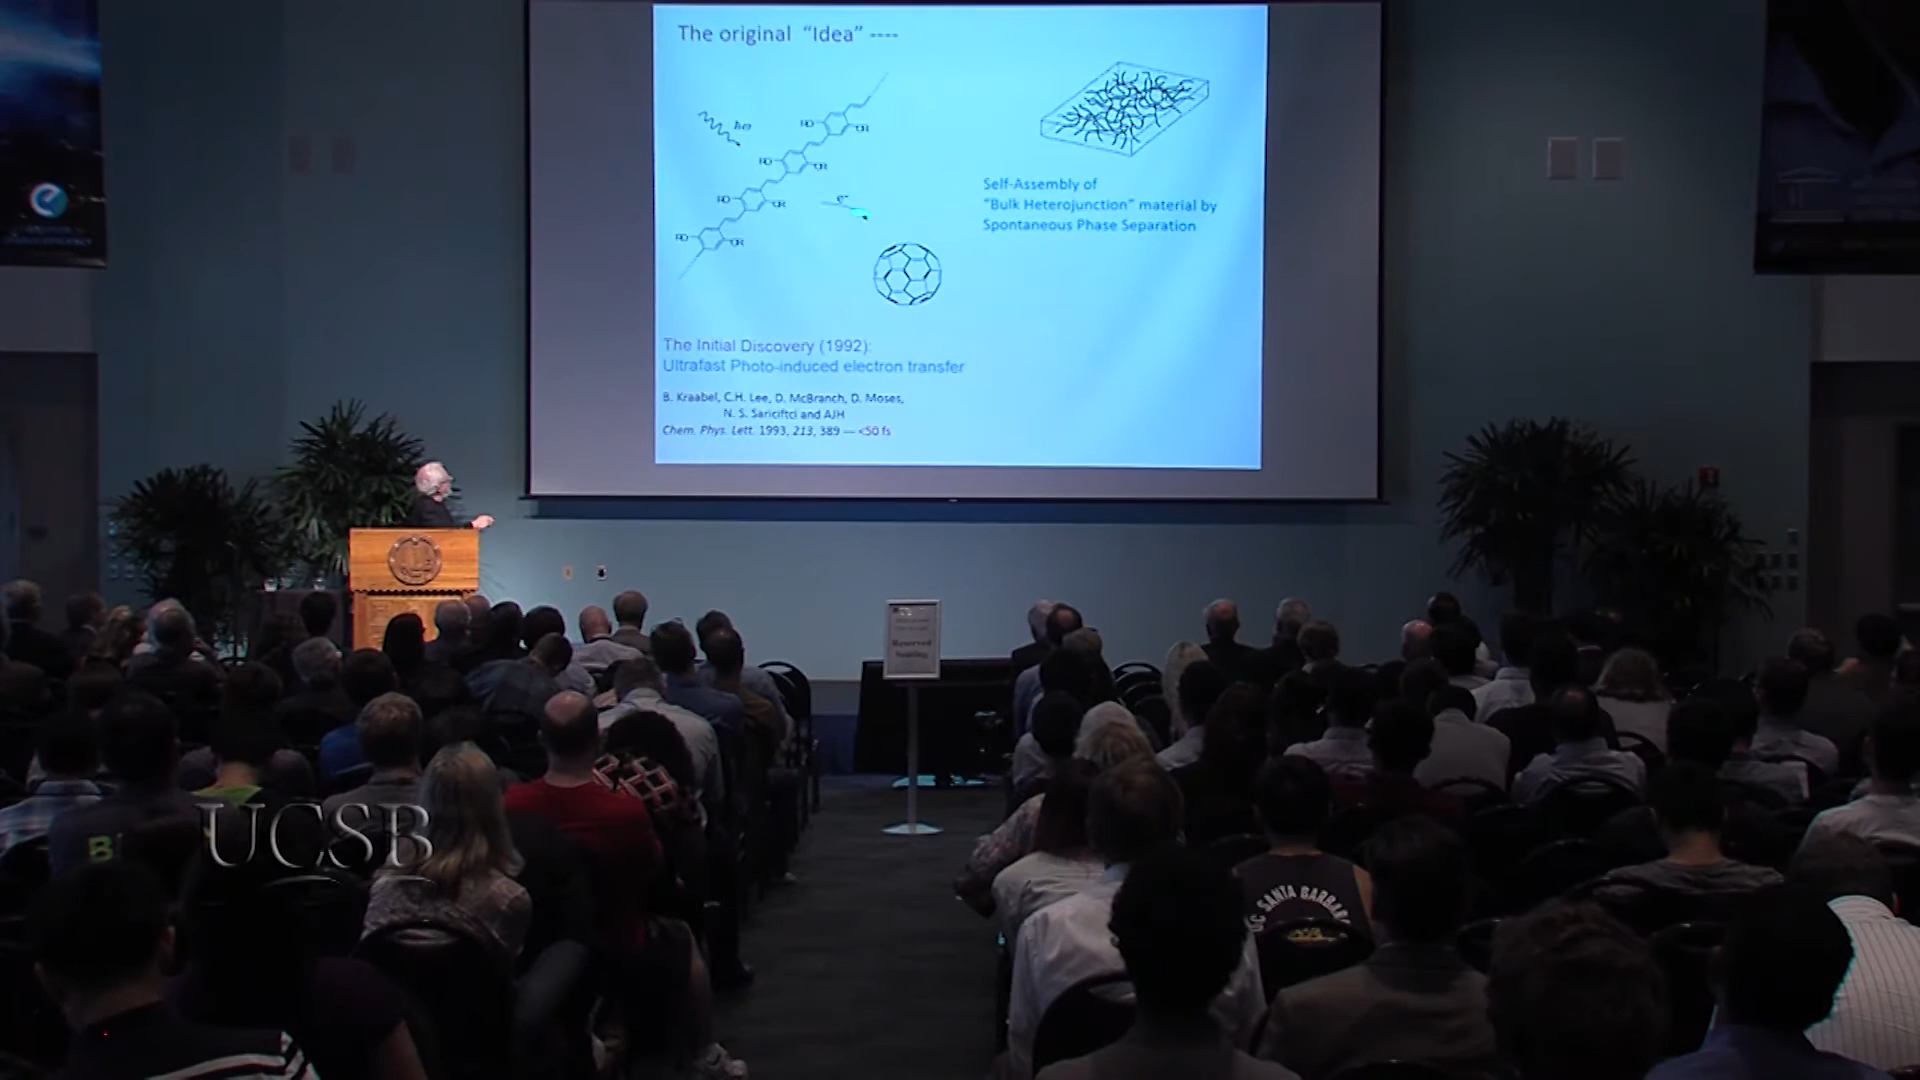 The original “Idea” ----
ħω
RO
OR
RO
OR
RO
OR
RO
OR
e-
Self-Assembly of
“Bulk Heterojunction” material by
Spontaneous Phase Separation
The Initial Discovery (1992):
Ultrafast Photo-induced electron transfer
B. Kraabel, C.H. Lee, D. McBranch, D. Moses,
N. S. Sariciftci and AJH
Chem. Phys. Lett. 1993, 213, 389 — <50 fs
Reserved
Seating
UCSB
UC SANTA BARBARA